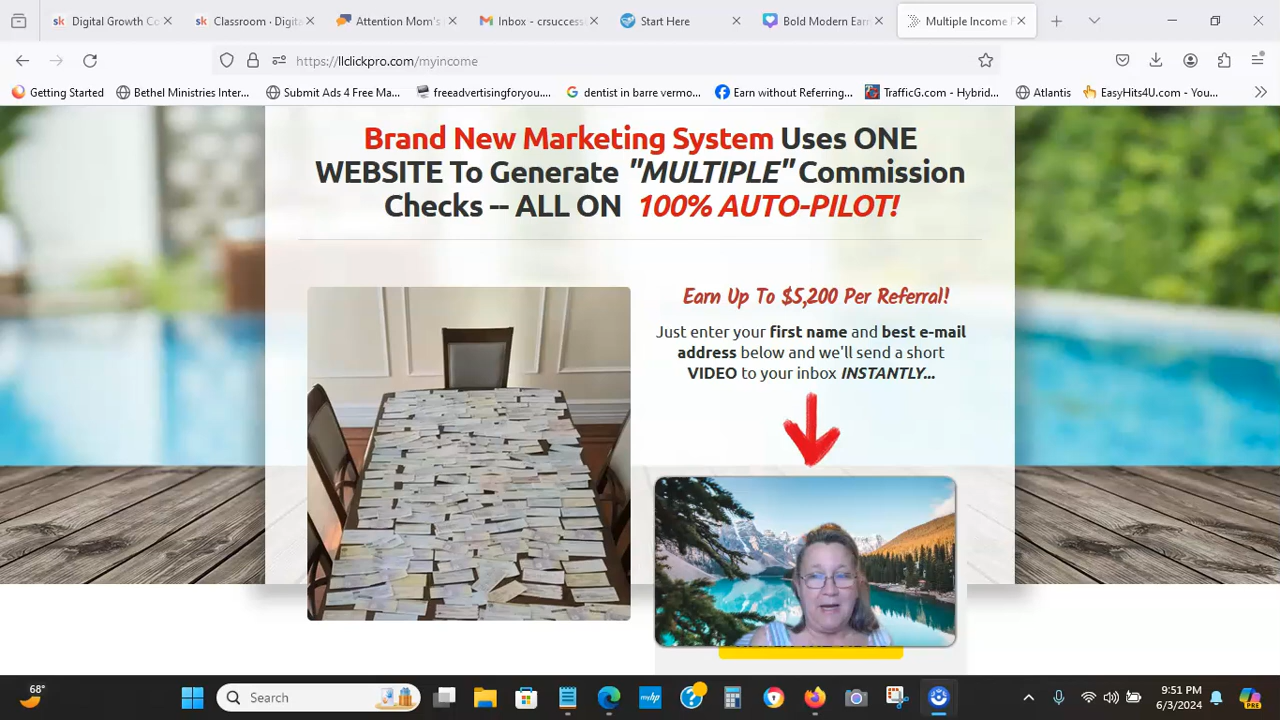 Digital Growth Co
Classroom · Digita
Attention Mom's
Inbox - crsuccess
Start Here
Bold Modern Earn
Multiple Income F
https://llclickpro.com/myincome
Getting Started
Bethel Ministries Inter...
Submit Ads 4 Free Ma...
freeadvertisingforyou....
dentist in barre vermo...
Earn without Referring...
TrafficG.com - Hybrid...
Atlantis
EasyHits4U.com - You...
Brand New Marketing System Uses ONE
WEBSITE To Generate "MULTIPLE" Commission
Checks -- ALL ON 100% AUTO-PILOT!
Earn Up To $5,200 Per Referral!
Just enter your first name and best e-mail
address below and we'll send a short
VIDEO to your inbox INSTANTLY...
68°
Search
9:51 PM
6/3/2024